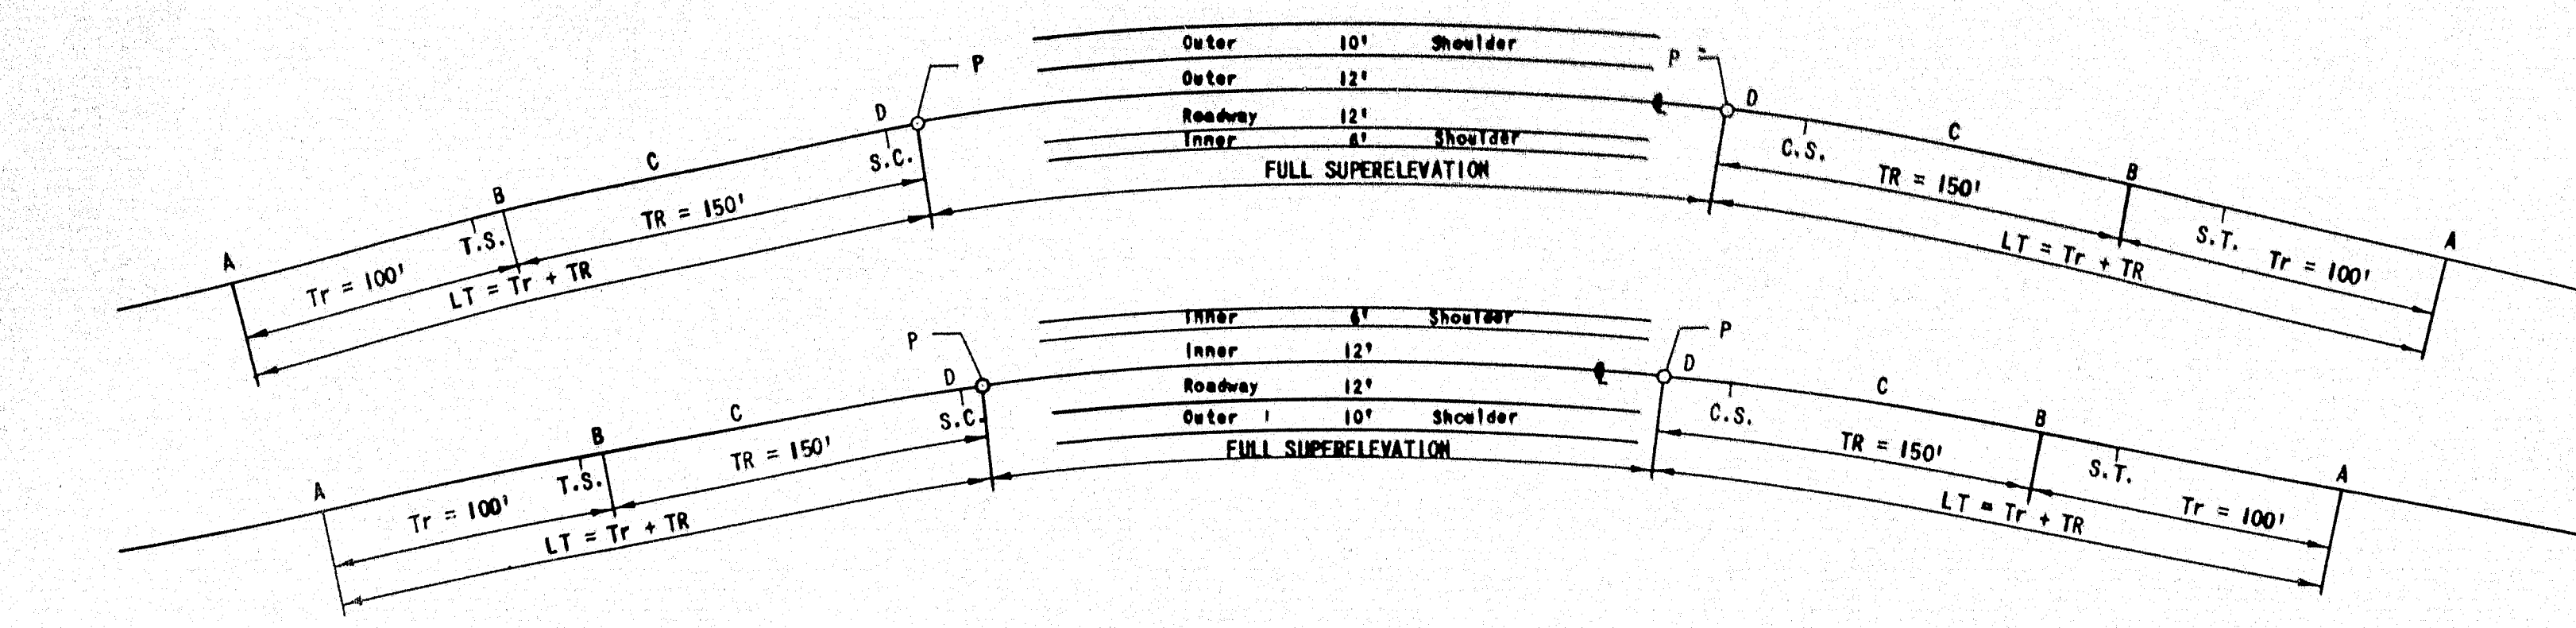 Outer 10' Shoulder
P
P =
Outer 12'
D
D
Roadway 12'
Inner 6' Shoulder
C
C
S.C.
C.S.
FULL SUPERELEVATION
B
B
TR = 150'
TR = 150'
T.S.
S.T.
A
A
Tr = 100'
Tr = 100'
LT = Tr + TR
LT = Tr + TR
Inner 6' Shoulder
P
P
Inner 12'
D
D
Roadway 12'
C
C
S.C.
C.S.
Outer 10' Shoulder
FULL SUPERELEVATION
B
B
TR = 150'
TR = 150'
T.S.
S.T.
A
A
Tr = 100'
Tr = 100'
LT = Tr + TR
LT = Tr + TR